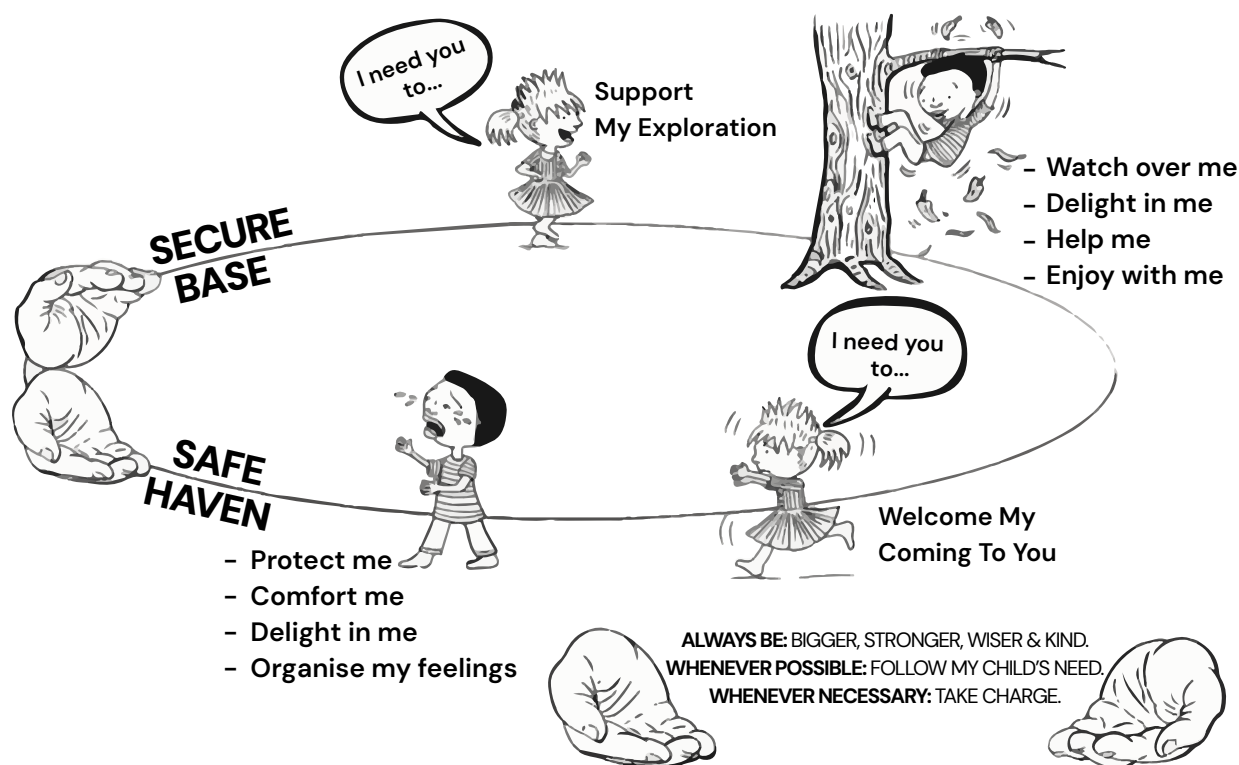 I need you
to...
Support
My Exploration
– Watch over me
– Delight in me
– Help me
– Enjoy with me
SECURE
BASE
I need you
to...
Welcome My
Coming To You
SAFE
HAVEN
– Protect me
– Comfort me
– Delight in me
– Organise my feelings
ALWAYS BE: BIGGER, STRONGER, WISER & KIND.
WHENEVER POSSIBLE: FOLLOW MY CHILD'S NEED.
WHENEVER NECESSARY: TAKE CHARGE.